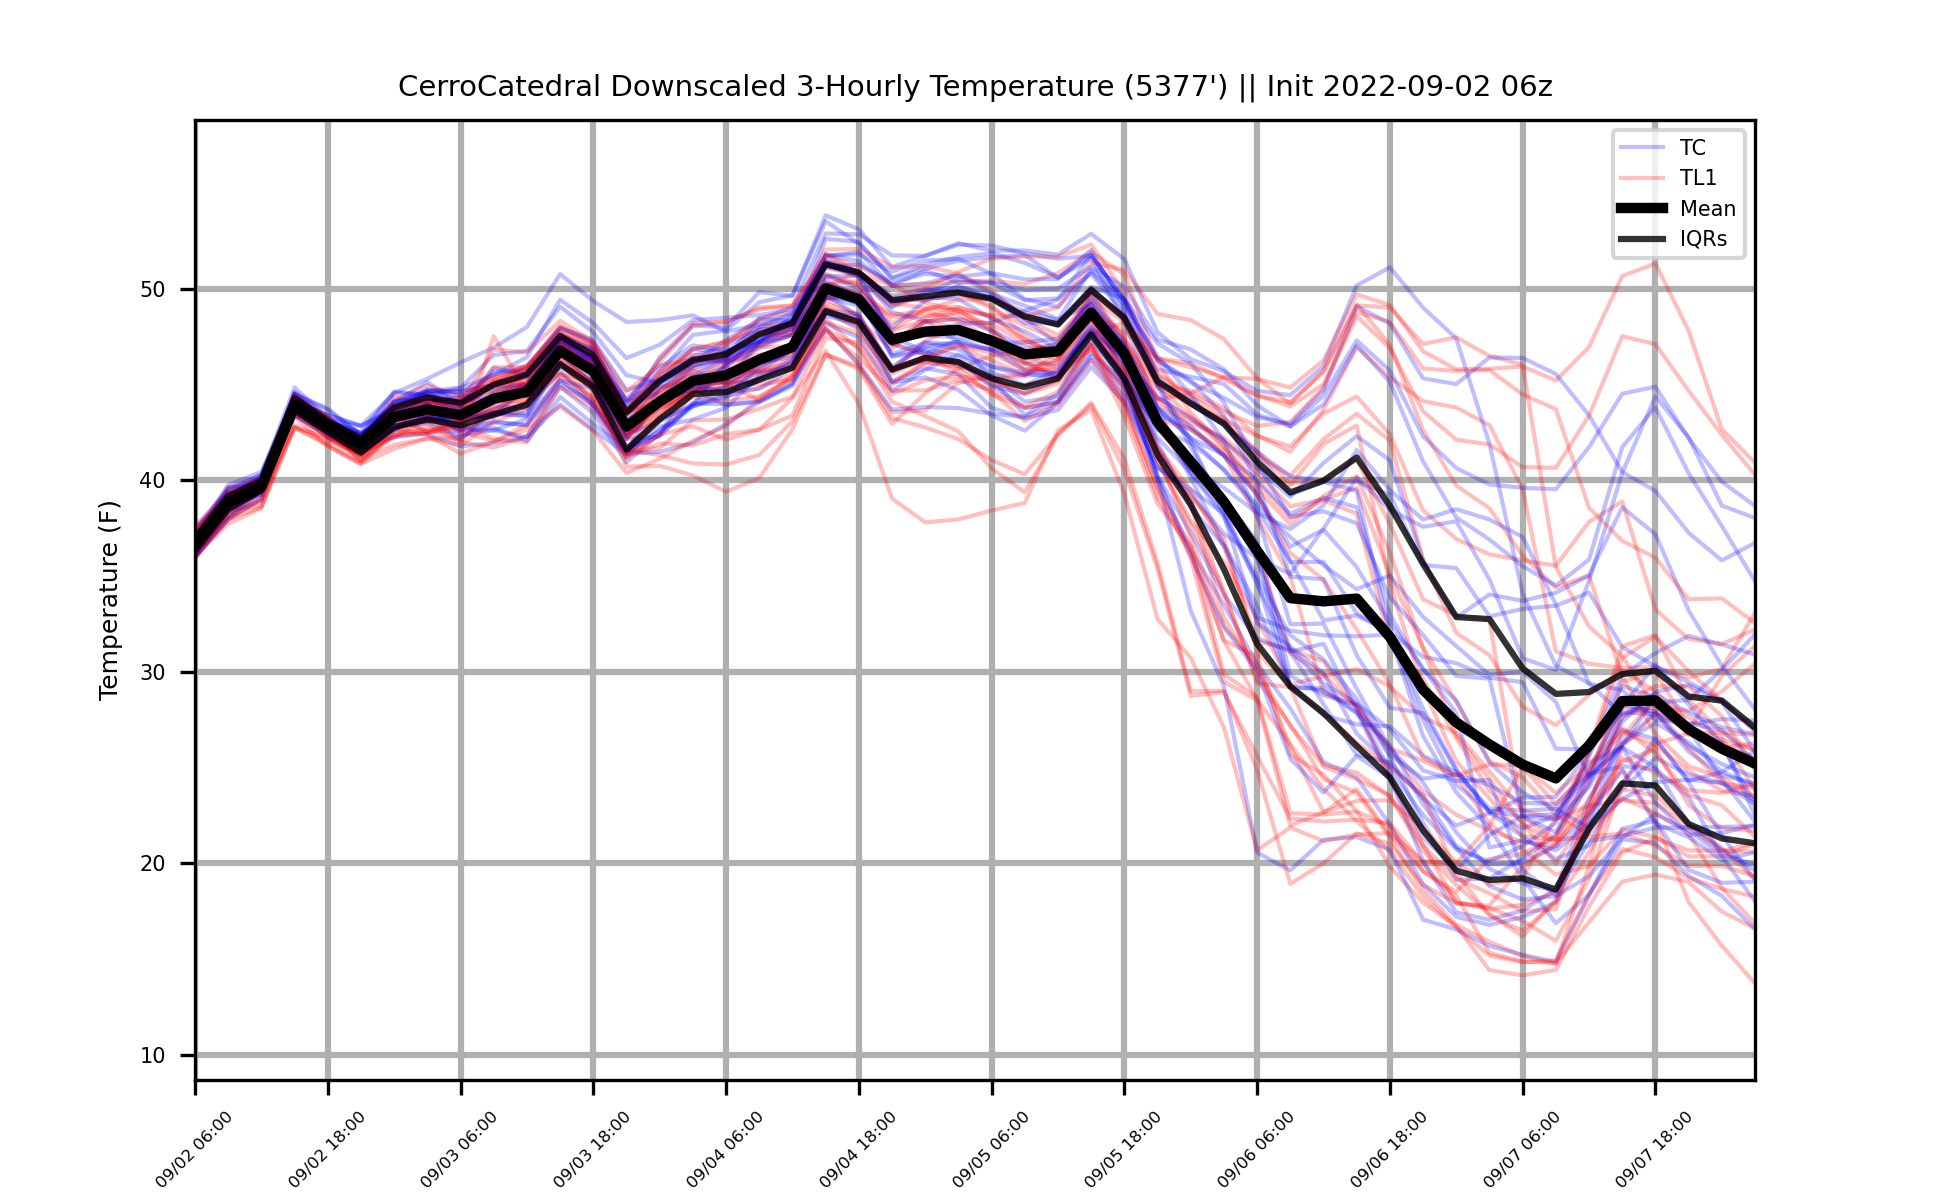 CerroCatedral Downscaled 3-Hourly Temperature (5377') || Init 2022-09-02 06z
TC
TL1
Mean
IQRs
Temperature (F)
50
40
30
20
10
09/02 06:00
09/02 18:00
09/03 06:00
09/03 18:00
09/04 06:00
09/04 18:00
09/05 06:00
09/05 18:00
09/06 06:00
09/06 18:00
09/07 06:00
09/07 18:00